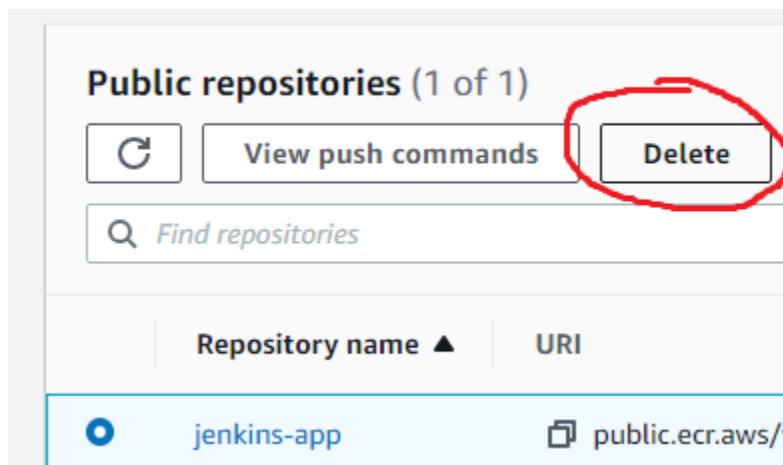 Public repositories (1 of 1)
View push commands Delete
Find repositories
Repository name URI
jenkins-app public.ecr.aws/